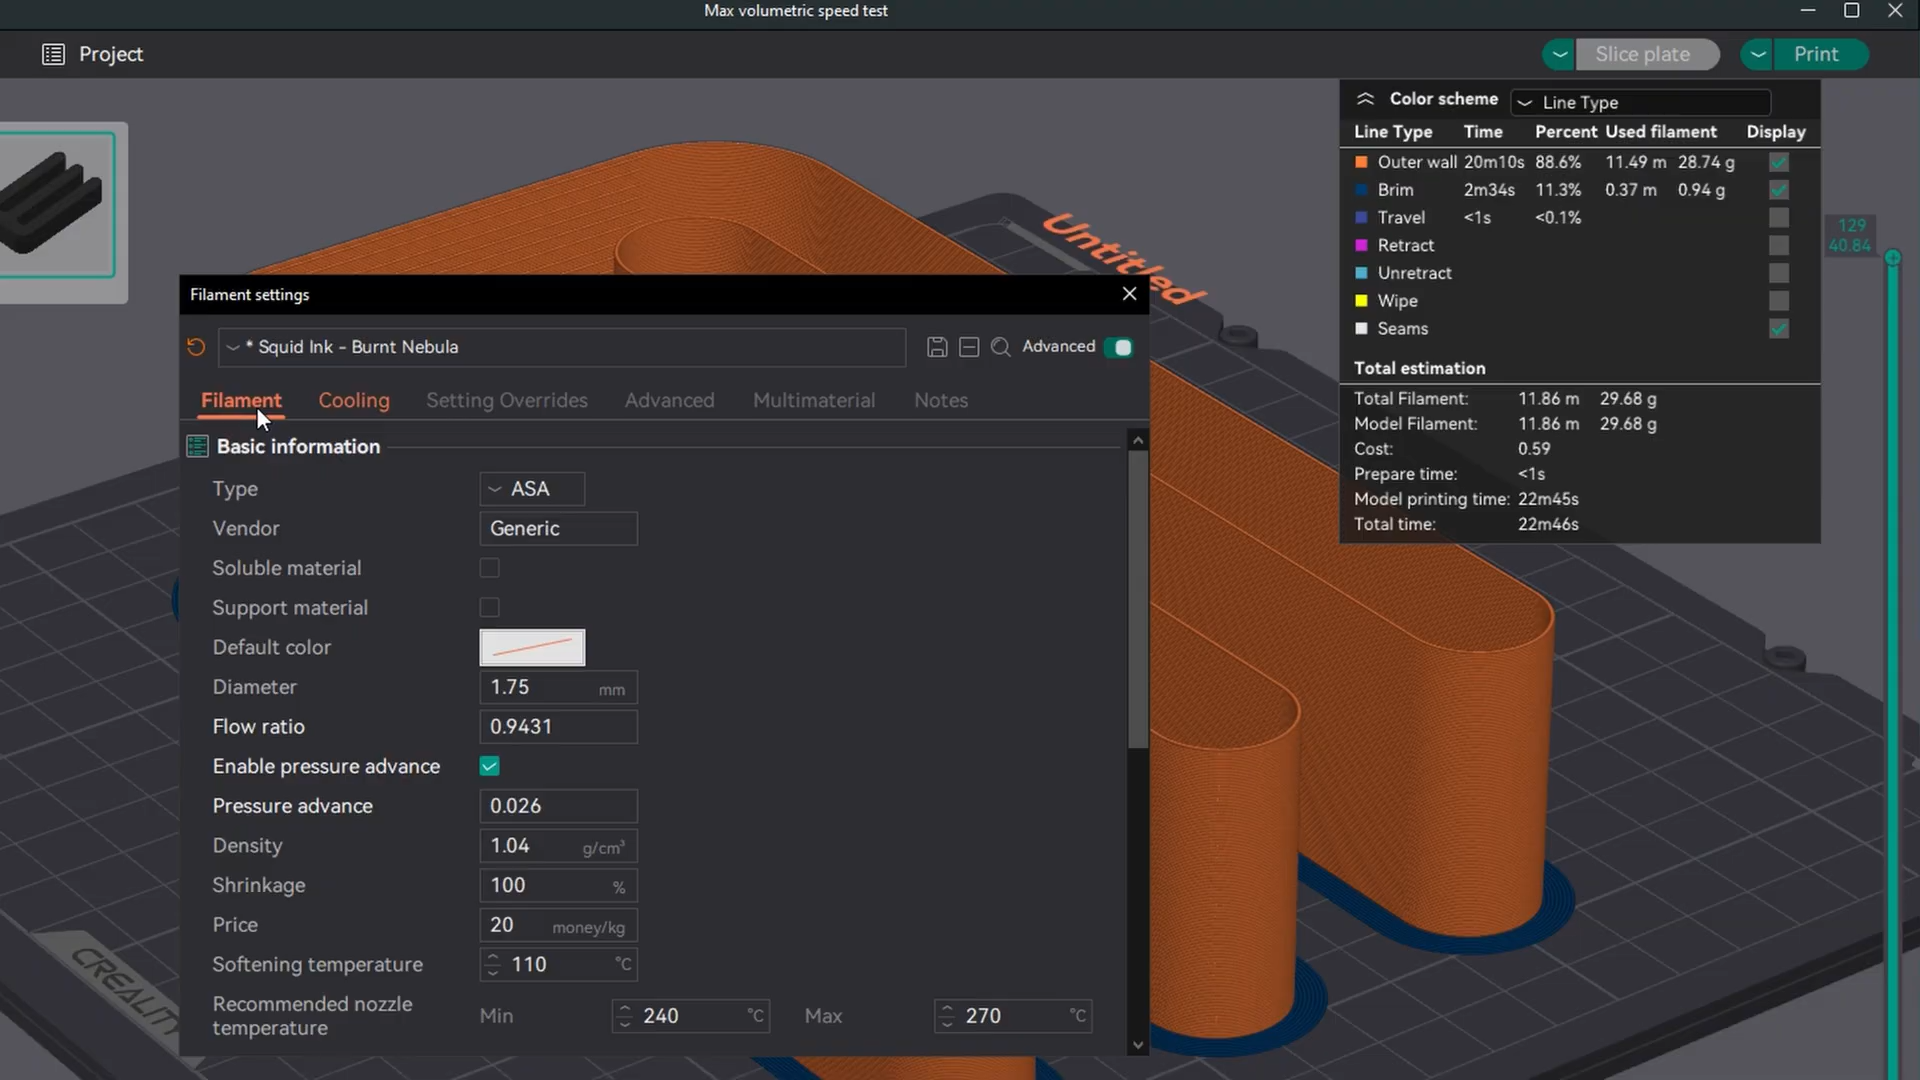 Max volumetric speed test
Project
Slice plate
Print
Color scheme Line Type
Line Type Time Percent Used filament Display
Outer wall 20m10s 88.6% 11.49 m 28.74 g
Brim 2m34s 11.3% 0.37 m 0.94 g
Travel <1s <0.1%
Retract
Unretract
Wipe
Seams
Total estimation
Total Filament: 11.86 m 29.68 g
Model Filament: 11.86 m 29.68 g
Cost: 0.59
Prepare time: <1s
Model printing time: 22m45s
Total time: 22m46s
129
40.84
Untitled
Filament settings
* Squid Ink - Burnt Nebula
Advanced
Filament Cooling Setting Overrides Advanced Multimaterial Notes
Basic information
Type ASA
Vendor Generic
Soluble material
Support material
Default color
Diameter 1.75 mm
Flow ratio 0.9431
Enable pressure advance
Pressure advance 0.026
Density 1.04 g/cm³
Shrinkage 100 %
Price 20 money/kg
Softening temperature 110 °C
Recommended nozzle
temperature Min 240 °C Max 270 °C
CREALITY